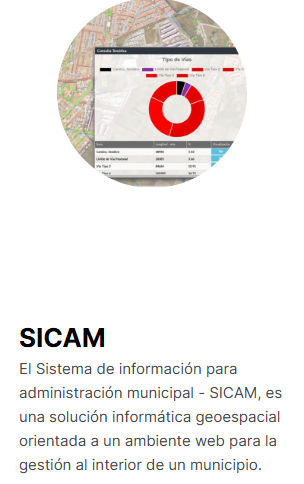 Consulta Temática
Tipo de Vías
SICAM
El Sistema de información para
administración municipal - SICAM, es
una solución informática geoespacial
orientada a un ambiente web para la
gestión al interior de un municipio.